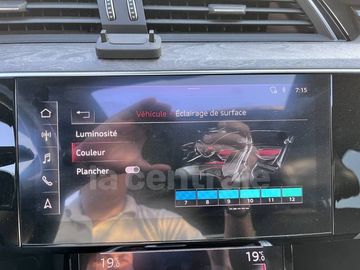 7:15
Véhicule Éclairage de surface
Luminosité
Couleur
Plancher
la centrale
7 8 9 10 11 12
19% 19%